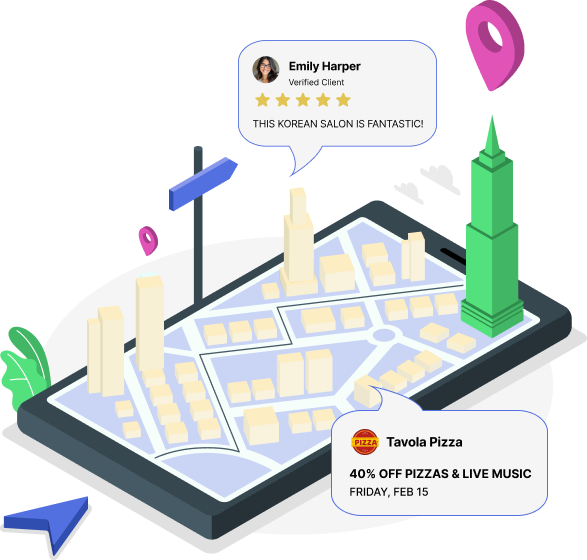 Emily Harper
Verified Client
THIS KOREAN SALON IS FANTASTIC!
PIZZA
Tavola Pizza
40% OFF PIZZAS & LIVE MUSIC
FRIDAY, FEB 15